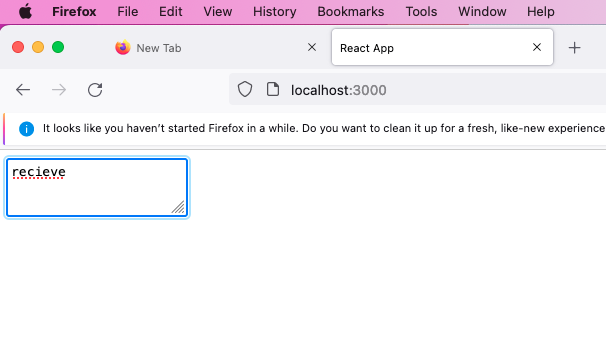 Firefox File Edit View History Bookmarks Tools Window Help
New Tab React App
localhost:3000
It looks like you haven't started Firefox in a while. Do you want to clean it up for a fresh, like-new experience
recieve